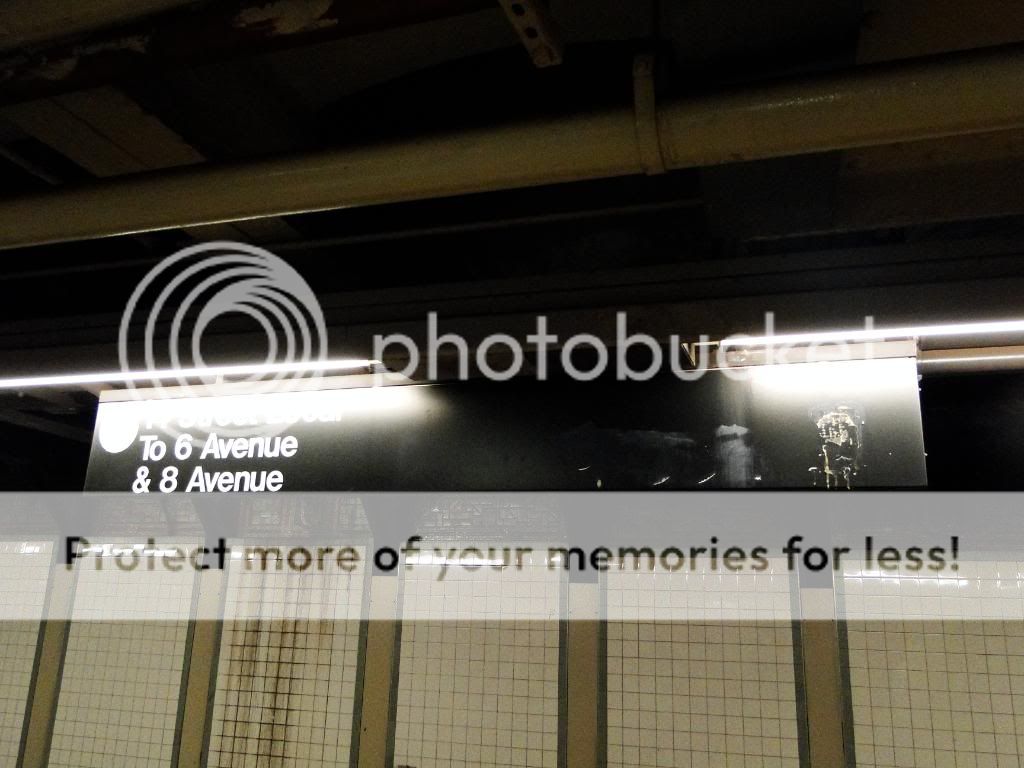 photobucket
To 6 Avenue
& 8 Avenue
Protect more of your memories for less!